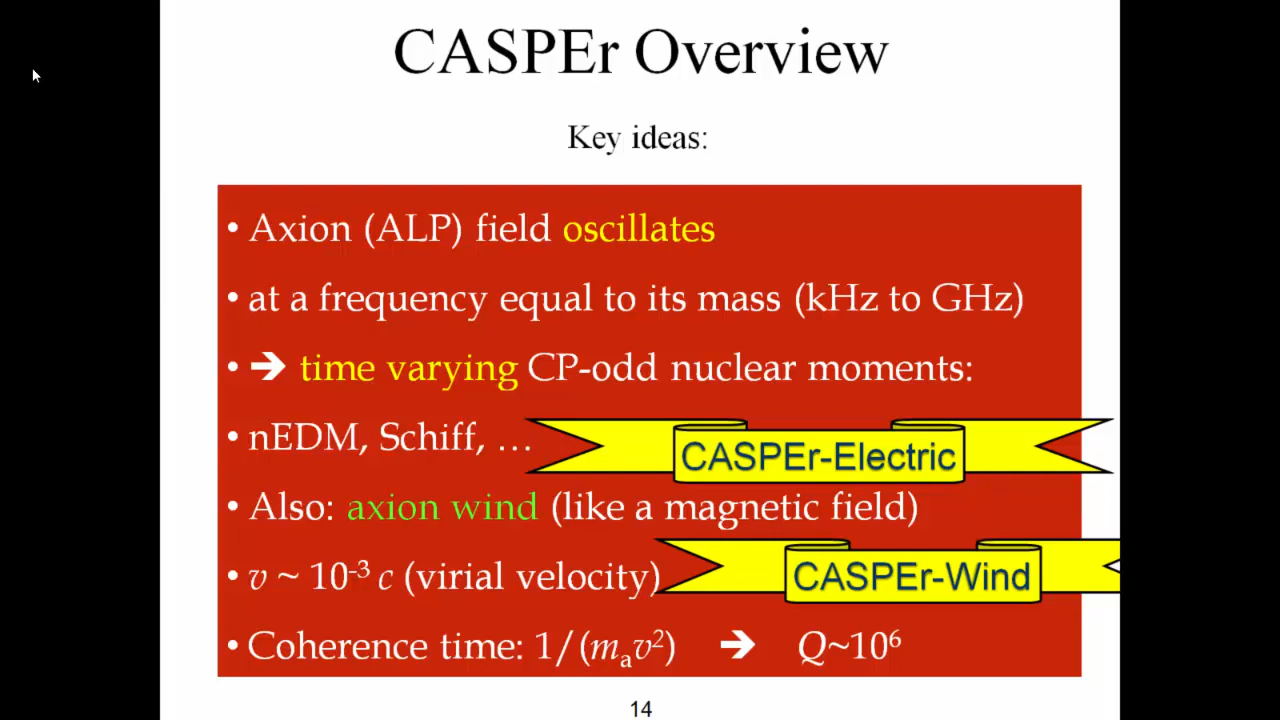 CASPEr Overview
Key ideas:
• Axion (ALP) field oscillates
• at a frequency equal to its mass (kHz to GHz)
• ➔ time varying CP-odd nuclear moments:
• nEDM, Schiff, …
CASPEr-Electric
• Also: axion wind (like a magnetic field)
• v ~ 10⁻³ c (virial velocity)
CASPEr-Wind
• Coherence time: 1/(mₐv²) ➔ Q~10⁶
14